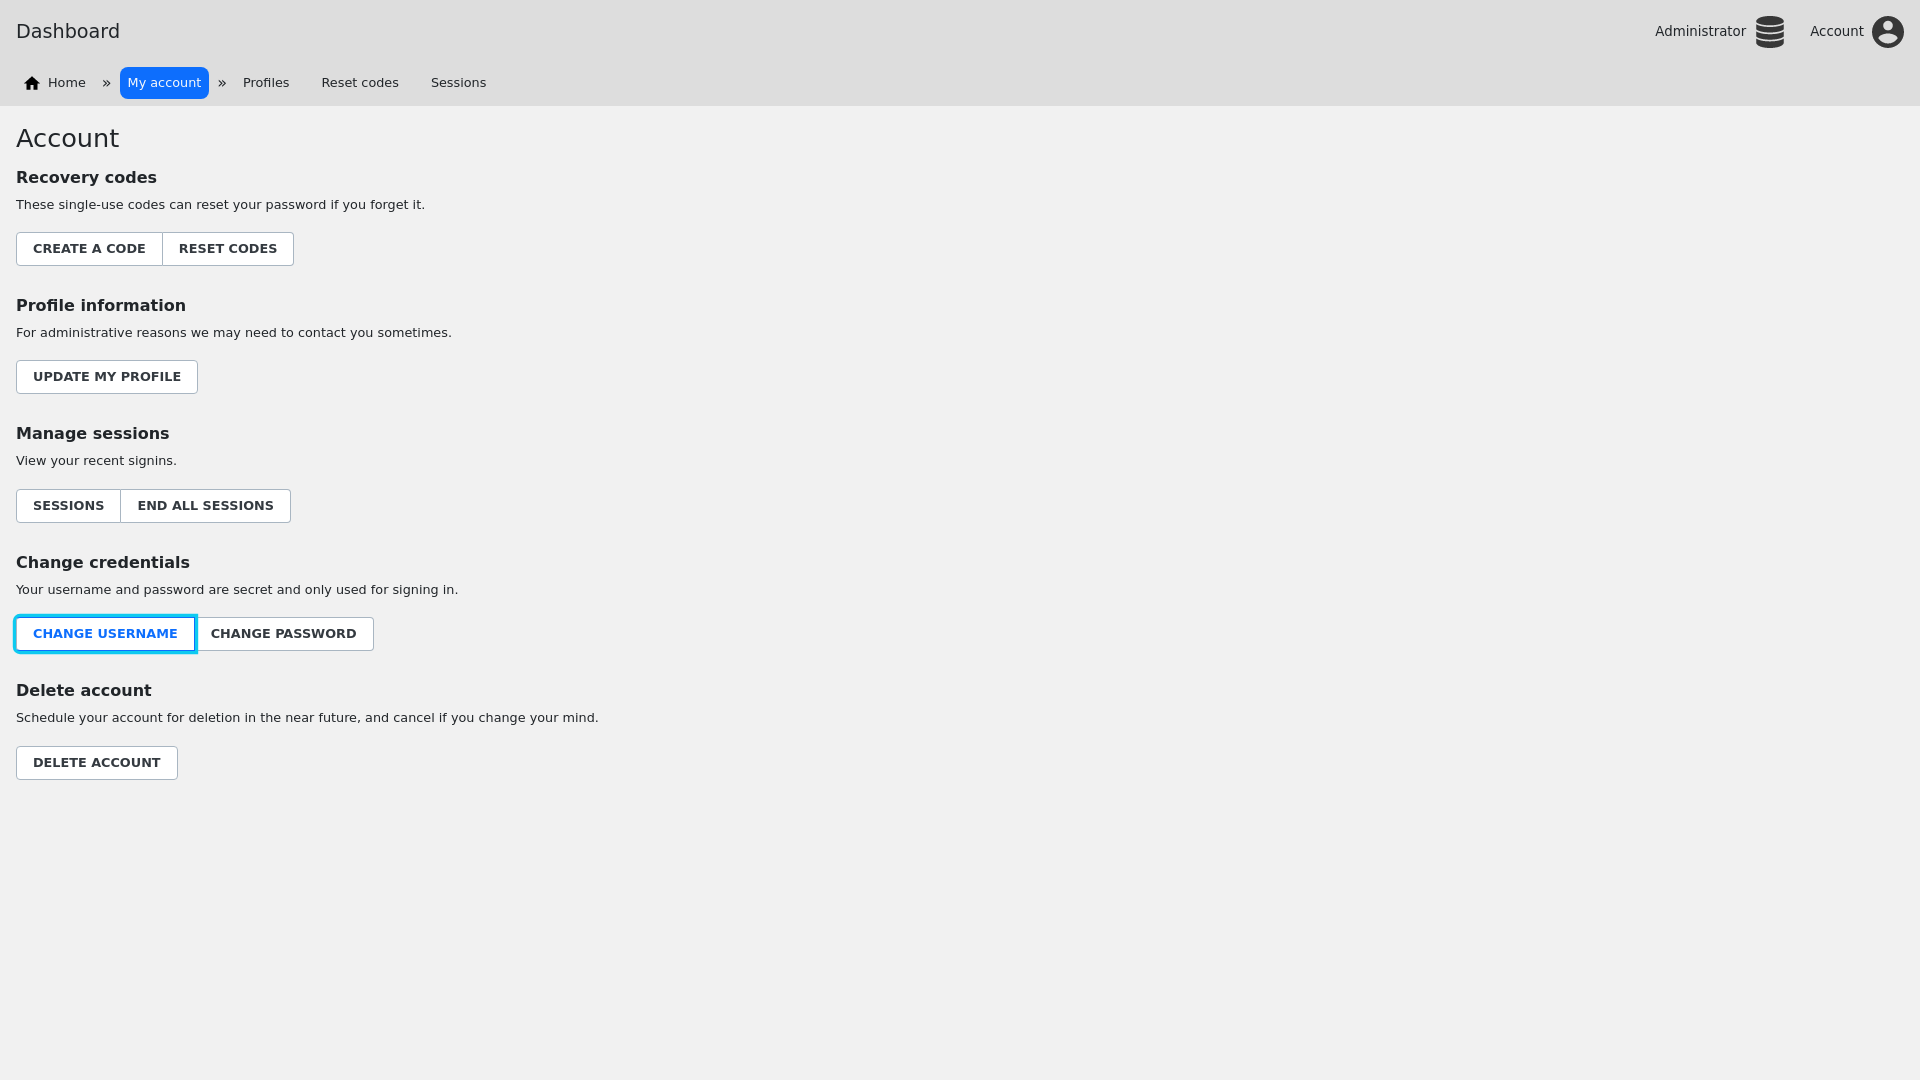 Dashboard
Administrator
Account
Home » My account » Profiles Reset codes Sessions
Account
Recovery codes
These single-use codes can reset your password if you forget it.
CREATE A CODE RESET CODES
Profile information
For administrative reasons we may need to contact you sometimes.
UPDATE MY PROFILE
Manage sessions
View your recent signins.
SESSIONS END ALL SESSIONS
Change credentials
Your username and password are secret and only used for signing in.
CHANGE USERNAME CHANGE PASSWORD
Delete account
Schedule your account for deletion in the near future, and cancel if you change your mind.
DELETE ACCOUNT